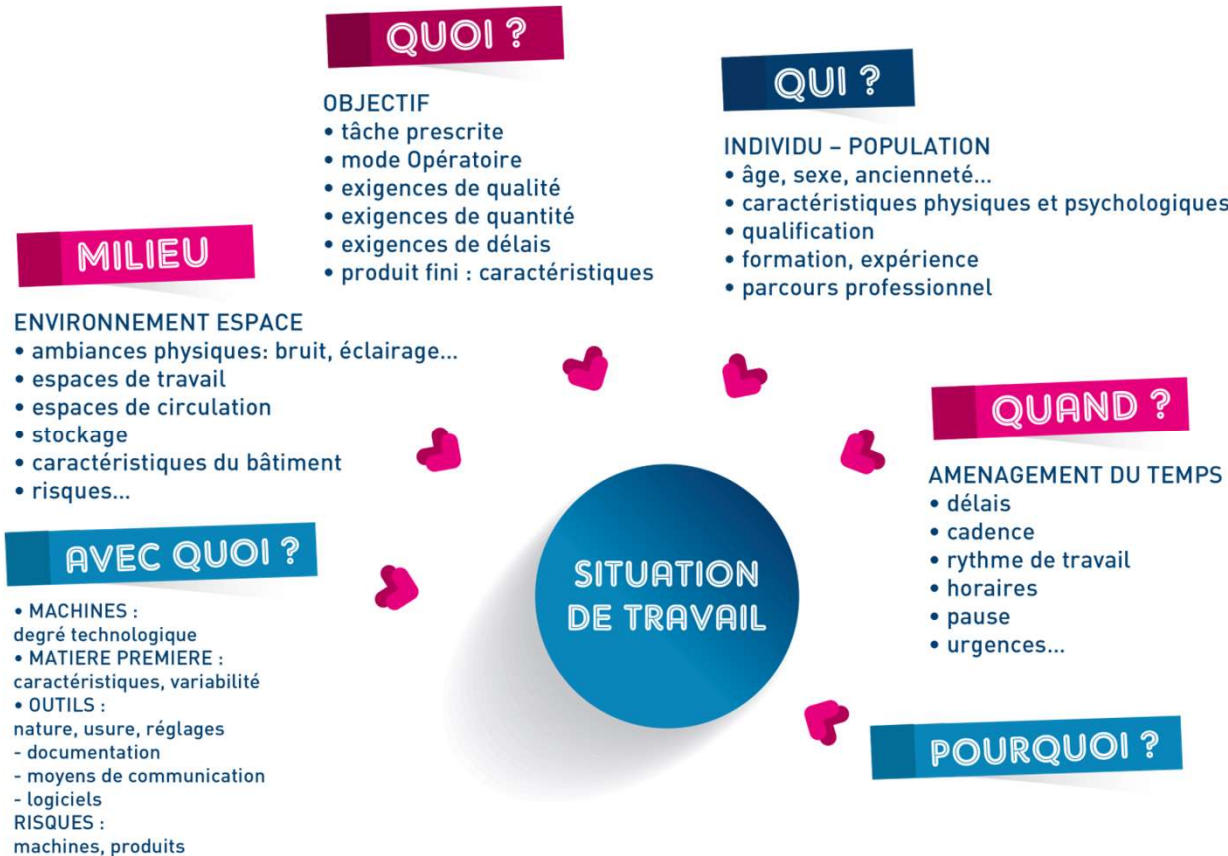 QUOI ?
OBJECTIF
• tâche prescrite
• mode Opératoire
• exigences de qualité
• exigences de quantité
• exigences de délais
• produit fini : caractéristiques
QUI ?
INDIVIDU – POPULATION
• âge, sexe, ancienneté...
• caractéristiques physiques et psychologiques
• qualification
• formation, expérience
• parcours professionnel
MILIEU
ENVIRONNEMENT ESPACE
• ambiances physiques: bruit, éclairage...
• espaces de travail
• espaces de circulation
• stockage
• caractéristiques du bâtiment
• risques...
QUAND ?
AMENAGEMENT DU TEMPS
• délais
• cadence
• rythme de travail
• horaires
• pause
• urgences...
AVEC QUOI ?
• MACHINES :
degré technologique
• MATIERE PREMIERE :
caractéristiques, variabilité
• OUTILS :
nature, usure, réglages
- documentation
- moyens de communication
- logiciels
RISQUES :
machines, produits
SITUATION
DE TRAVAIL
POURQUOI ?